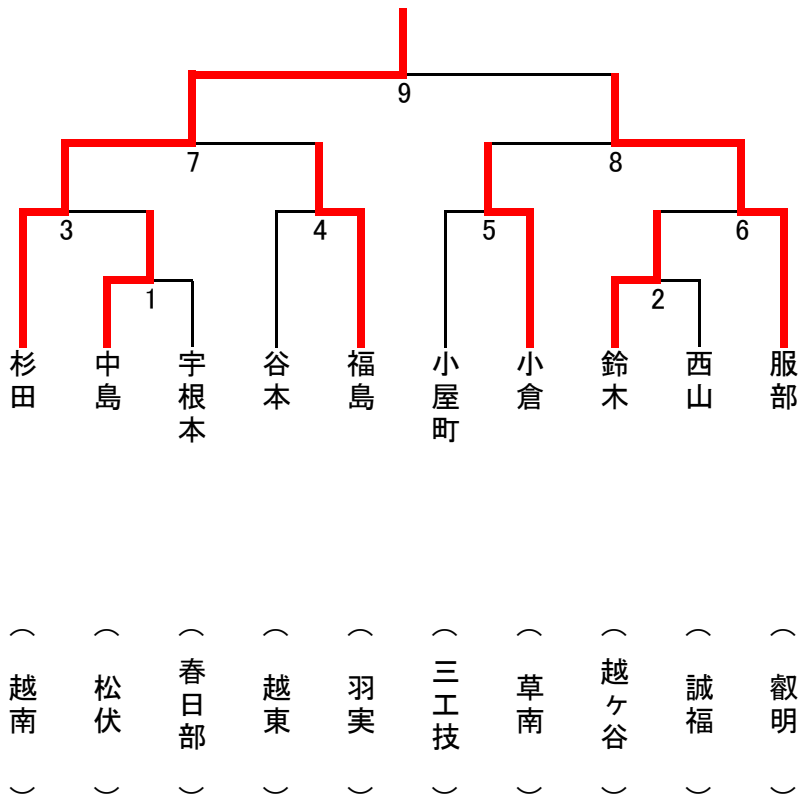 9
7
8
3
4
5
6
1
2
杉田
中島
宇根本
谷本
福島
小屋町
小倉
鈴木
西山
服部
（越南）
（松伏）
（春日部）
（越東）
（羽実）
（三工技）
（草南）
（越ヶ谷）
（誠福）
（叡明）